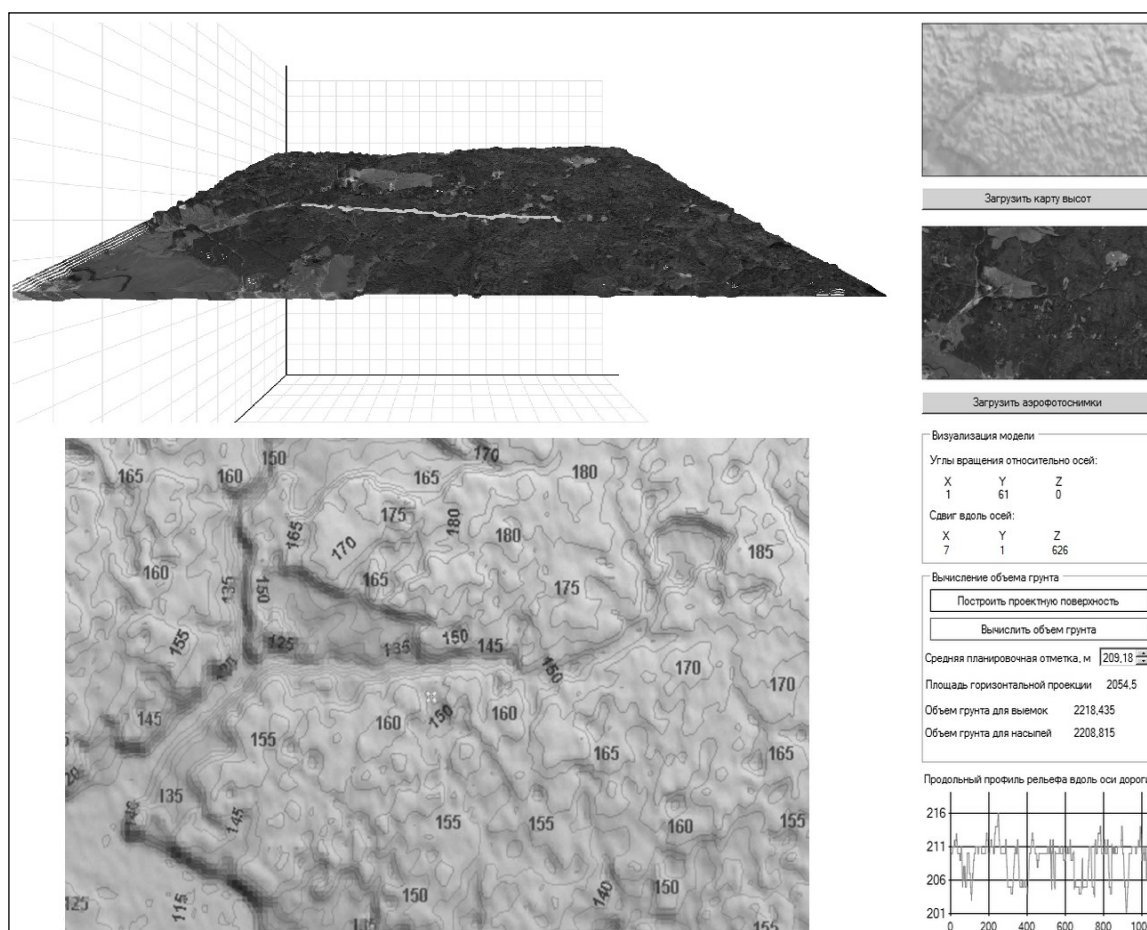 Загрузить карту высот
Загрузить аэрофотоснимки
Визуализация модели
Углы вращения относительно осей:
X Y Z
1 61 0
Сдвиг вдоль осей:
X Y Z
7 1 626
Вычисление объема грунта
Построить проектную поверхность
Вычислить объем грунта
Средняя планировочная отметка, м 209,18
Площадь горизонтальной проекции 2054,5
Объем грунта для выемок 2218,435
Объем грунта для насыпей 2208,815
Продольный профиль рельефа вдоль оси дороги
216
211
206
201
0 200 400 600 800
150 170
165 160 165 180
175 180
165 170 180 185
160 135 150 165 175
155 125 135 150 145
150 170 170
145 160 150 160
155 165 165
135 145
155 155 160 155
150 140 150
125 115 155